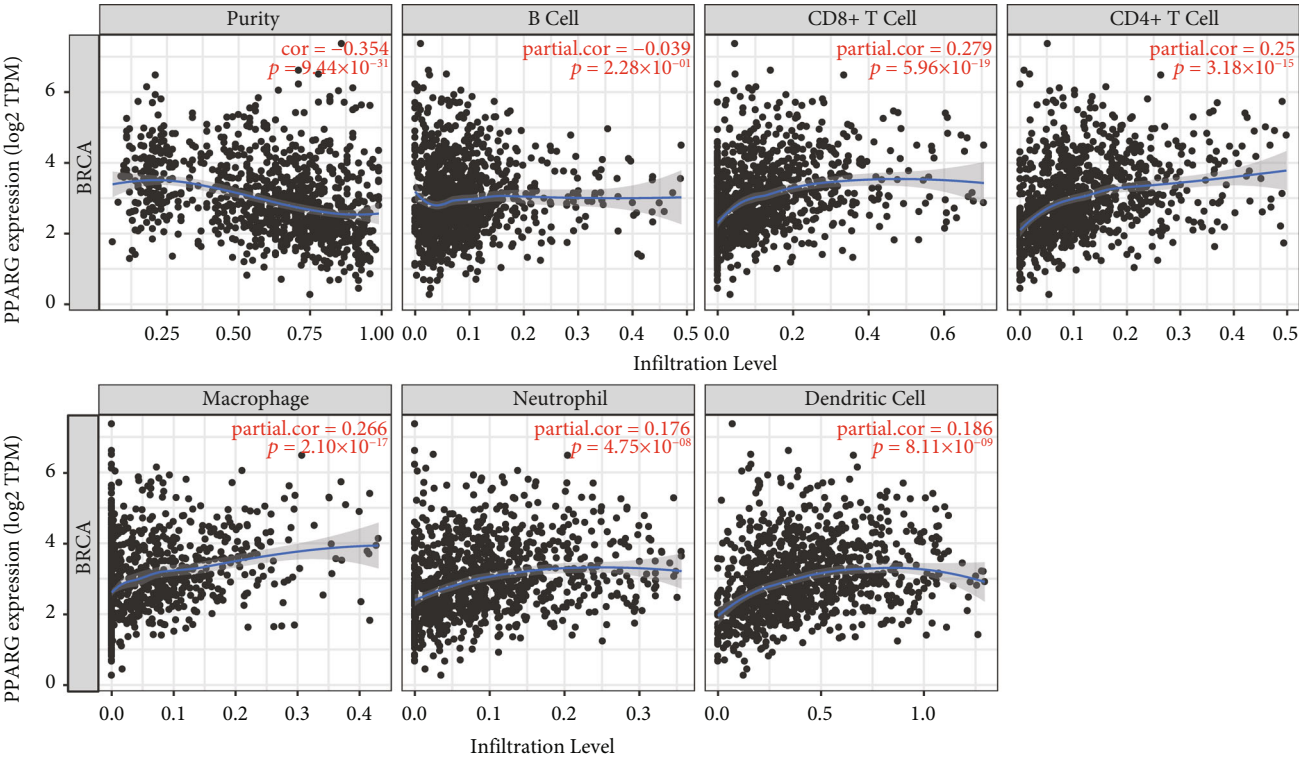 Purity
B Cell
CD8+ T Cell
CD4+ T Cell
cor = −0.354
p = 9.44×10⁻³¹
partial.cor = −0.039
p = 2.28×10⁻⁰¹
partial.cor = 0.279
p = 5.96×10⁻¹⁹
partial.cor = 0.25
p = 3.18×10⁻¹⁵
PPARG expression (log2 TPM)
BRCA
6
4
2
0
0.25 0.50 0.75 1.00
0.0 0.1 0.2 0.3 0.4 0.5
0.0 0.2 0.4 0.6
0.0 0.1 0.2 0.3 0.4 0.5
Infiltration Level
Macrophage
Neutrophil
Dendritic Cell
partial.cor = 0.266
p = 2.10×10⁻¹⁷
partial.cor = 0.176
p = 4.75×10⁻⁰⁸
partial.cor = 0.186
p = 8.11×10⁻⁰⁹
PPARG expression (log2 TPM)
BRCA
6
4
2
0
0.0 0.1 0.2 0.3 0.4
0.0 0.1 0.2 0.3
0.0 0.5 1.0
Infiltration Level